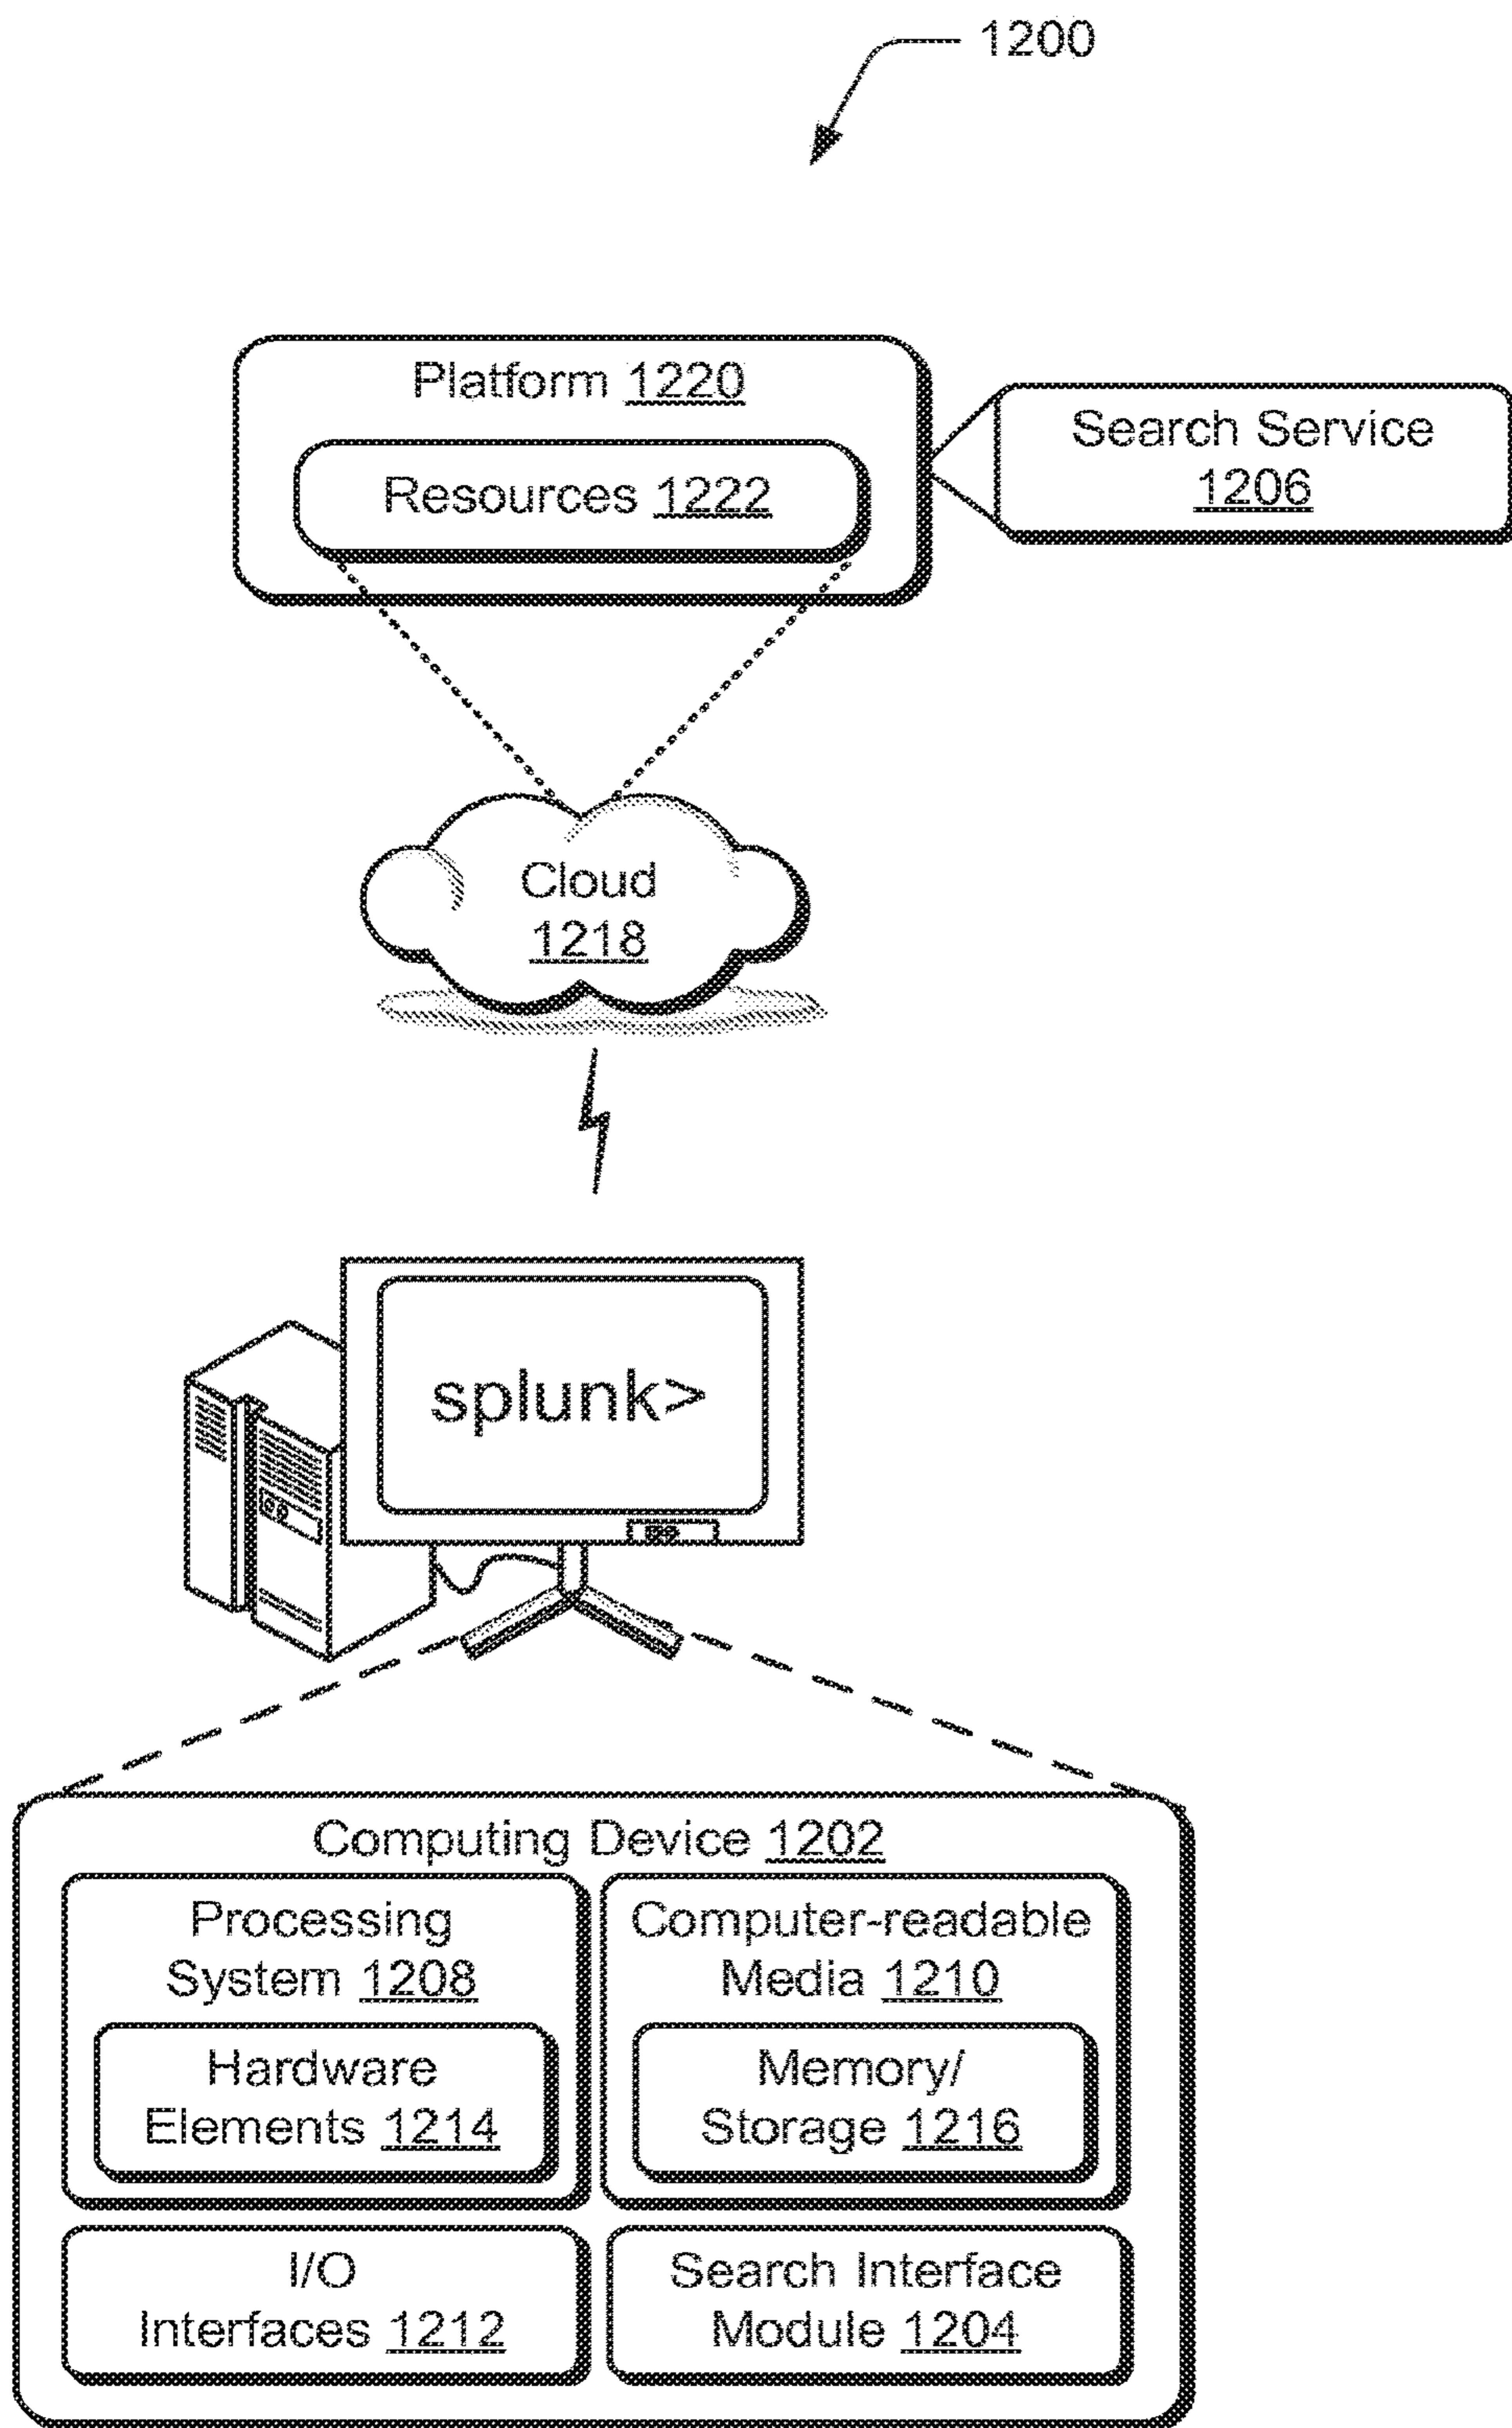 1200
Platform 1220
Resources 1222
Search Service
1206
Cloud
1218
splunk>
Computing Device 1202
Processing
System 1208
Hardware
Elements 1214
Computer-readable
Media 1210
Memory/
Storage 1216
I/O
Interfaces 1212
Search Interface
Module 1204